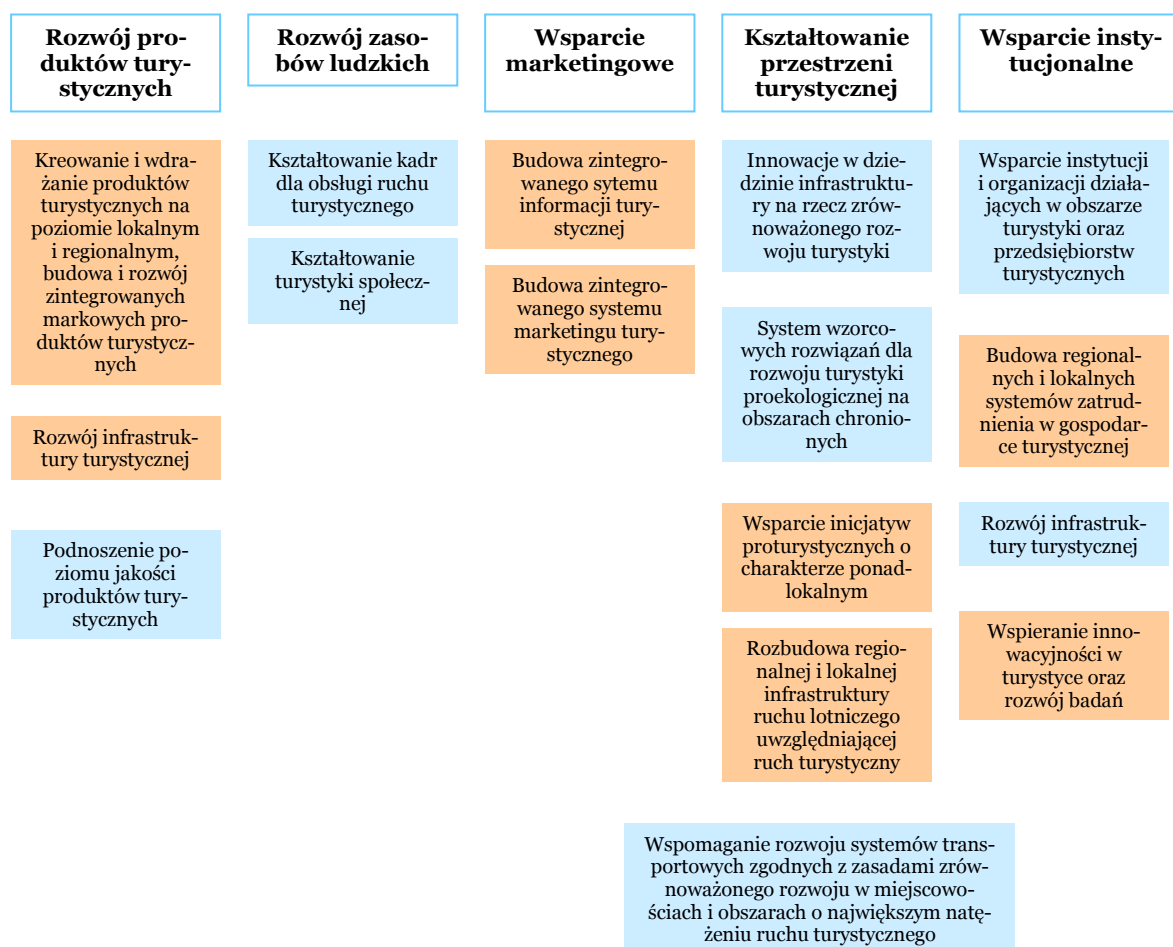 Rozwój pro-
duktów tury-
stycznych
Rozwój zaso-
bów ludzkich
Wsparcie
marketingowe
Kształtowanie
przestrzeni
turystycznej
Wsparcie insty-
tucjonalne
Kreowanie i wdra-
żanie produktów
turystycznych na
poziomie lokalnym
i regionalnym,
budowa i rozwój
zintegrowanych
markowych pro-
duktów turystycz-
nych
Rozwój infrastruk-
tury turystycznej
Podnoszenie po-
ziomu jakości
produktów tury-
stycznych
Kształtowanie kadr
dla obsługi ruchu
turystycznego
Kształtowanie
turystyki społecz-
nej
Budowa zintegro-
wanego sytemu
informacji tury-
stycznej
Budowa zintegro-
wanego systemu
marketingu tury-
stycznego
Innowacje w dzie-
dzinie infrastruktu-
ry na rzecz zrów-
noważonego roz-
woju turystyki
System wzorco-
wych rozwiązań dla
rozwoju turystyki
proekologicznej na
obszarach chronio-
nych
Wsparcie inicjatyw
proturystycznych o
charakterze ponad-
lokalnym
Rozbudowa regio-
nalnej i lokalnej
infrastruktury
ruchu lotniczego
uwzględniającej
ruch turystyczny
Wsparcie instytucji
i organizacji działa-
jących w obszarze
turystyki oraz
przedsiębiorstw
turystycznych
Budowa regional-
nych i lokalnych
systemów zatrud-
nienia w gospodar-
ce turystycznej
Rozwój infrastruk-
tury turystycznej
Wspieranie inno-
wacyjności w
turystyce oraz
rozwój badań
Wspomaganie rozwoju systemów trans-
portowych zgodnych z zasadami zrów-
noważonego rozwoju w miejscowo-
ściach i obszarach o największym natę-
żeniu ruchu turystycznego